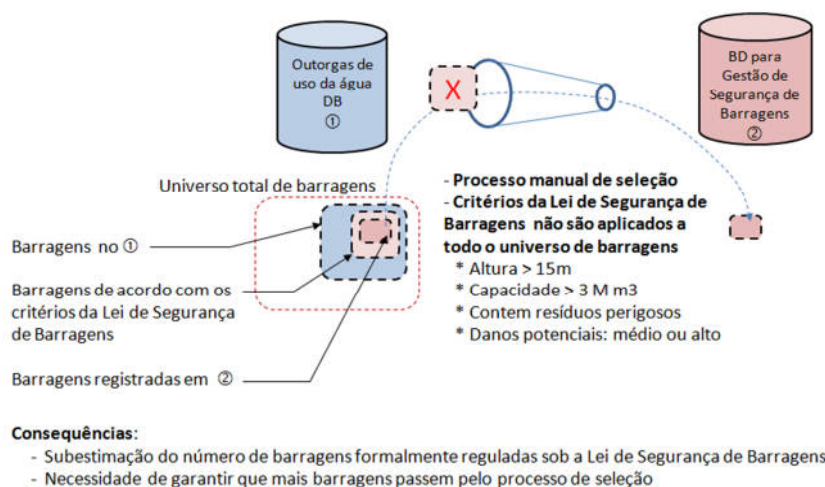 Outorgas de
uso da água
DB
①
X
BD para
Gestão de
Segurança de
Barragens
②
Universo total de barragens
Barragens no ①
Barragens de acordo com os
critérios da Lei de Segurança
de Barragens
Barragens registradas em ②
- Processo manual de seleção
- Critérios da Lei de Segurança de
Barragens não são aplicados a
todo o universo de barragens
* Altura > 15m
* Capacidade > 3 M m3
* Contem resíduos perigosos
* Danos potenciais: médio ou alto
Consequências:
- Subestimação do número de barragens formalmente reguladas sob a Lei de Segurança de Barragens
- Necessidade de garantir que mais barragens passem pelo processo de seleção